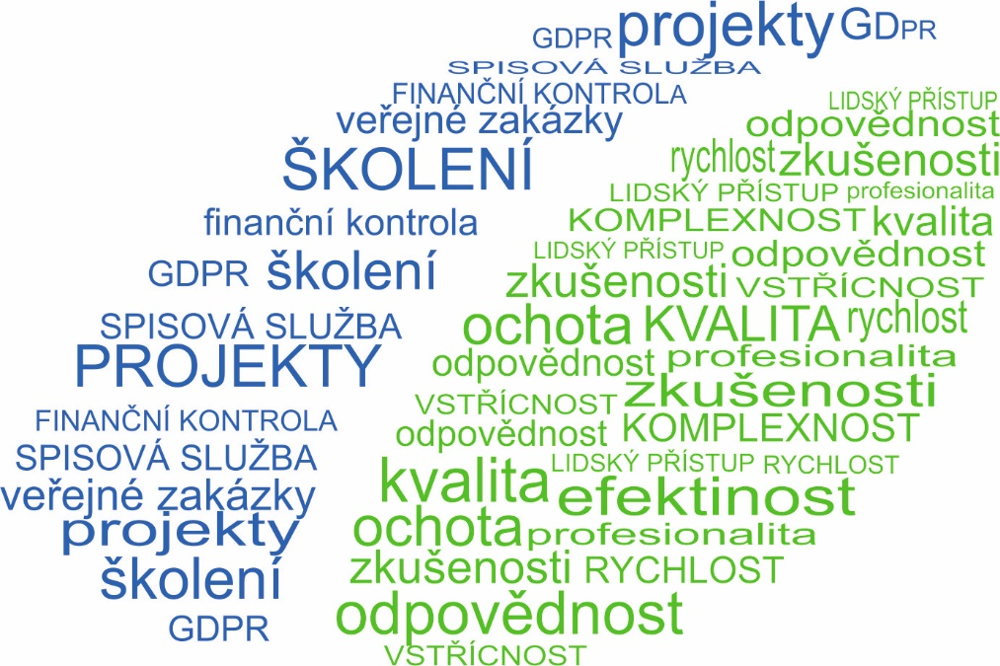 GDPR projekty GDPR
SPISOVÁ SLUŽBA
FINANČNÍ KONTROLA
veřejné zakázky
ŠKOLENÍ
finanční kontrola
GDPR školení
SPISOVÁ SLUŽBA
PROJEKTY
FINANČNÍ KONTROLA
SPISOVÁ SLUŽBA
veřejné zakázky
projekty
školení
GDPR
LIDSKÝ PŘÍSTUP
odpovědnost
rychlost zkušenosti
LIDSKÝ PŘÍSTUP profesionalita
KOMPLEXNOST kvalita
LIDSKÝ PŘÍSTUP odpovědnost
zkušenosti VSTŘÍCNOST
ochota KVALITA rychlost
odpovědnost profesionalita
VSTŘÍCNOST zkušenosti
odpovědnost KOMPLEXNOST
kvalita LIDSKÝ PŘÍSTUP RYCHLOST
efektinost
ochota profesionalita
zkušenosti RYCHLOST
odpovědnost
VSTŘÍCNOST